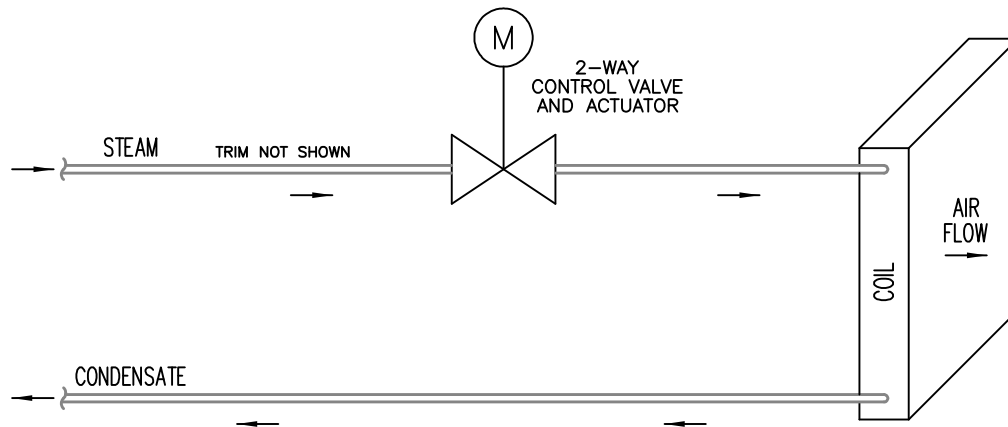 M
2-WAY
CONTROL VALVE
AND ACTUATOR
STEAM
TRIM NOT SHOWN
AIR
FLOW
COIL
CONDENSATE